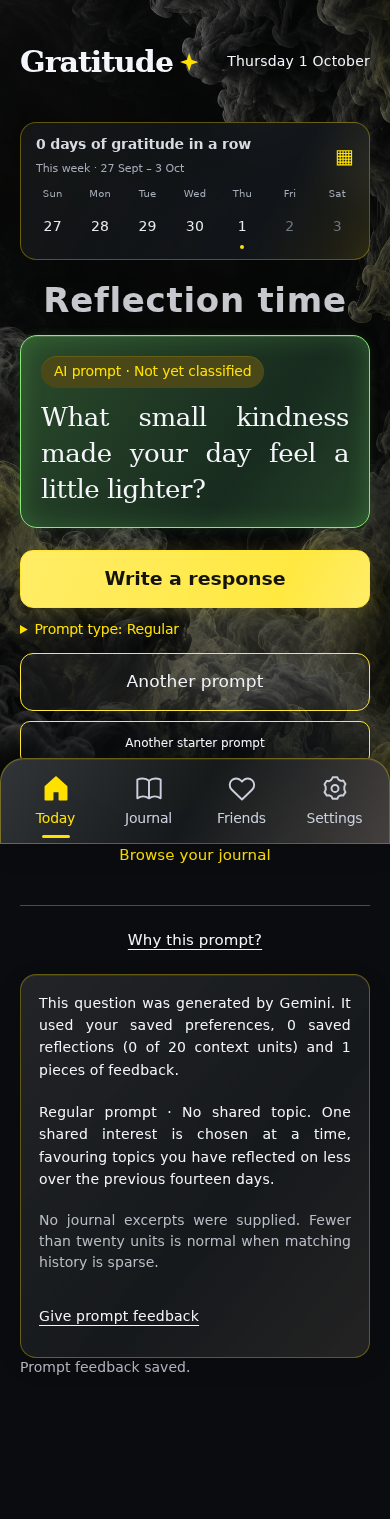 Gratitude
Thursday 1 October
0 days of gratitude in a row
This week · 27 Sept – 3 Oct
Sun Mon Tue Wed Thu Fri Sat
27 28 29 30 1 2 3
Reflection time
AI prompt · Not yet classified
What small kindness
made your day feel a
little lighter?
Write a response
Prompt type: Regular
Another prompt
Another starter prompt
Today Journal Friends Settings
Browse your journal
Why this prompt?
This question was generated by Gemini. It
used your saved preferences, 0 saved
reflections (0 of 20 context units) and 1
pieces of feedback.
Regular prompt · No shared topic. One
shared interest is chosen at a time,
favouring topics you have reflected on less
over the previous fourteen days.
No journal excerpts were supplied. Fewer
than twenty units is normal when matching
history is sparse.
Give prompt feedback
Prompt feedback saved.